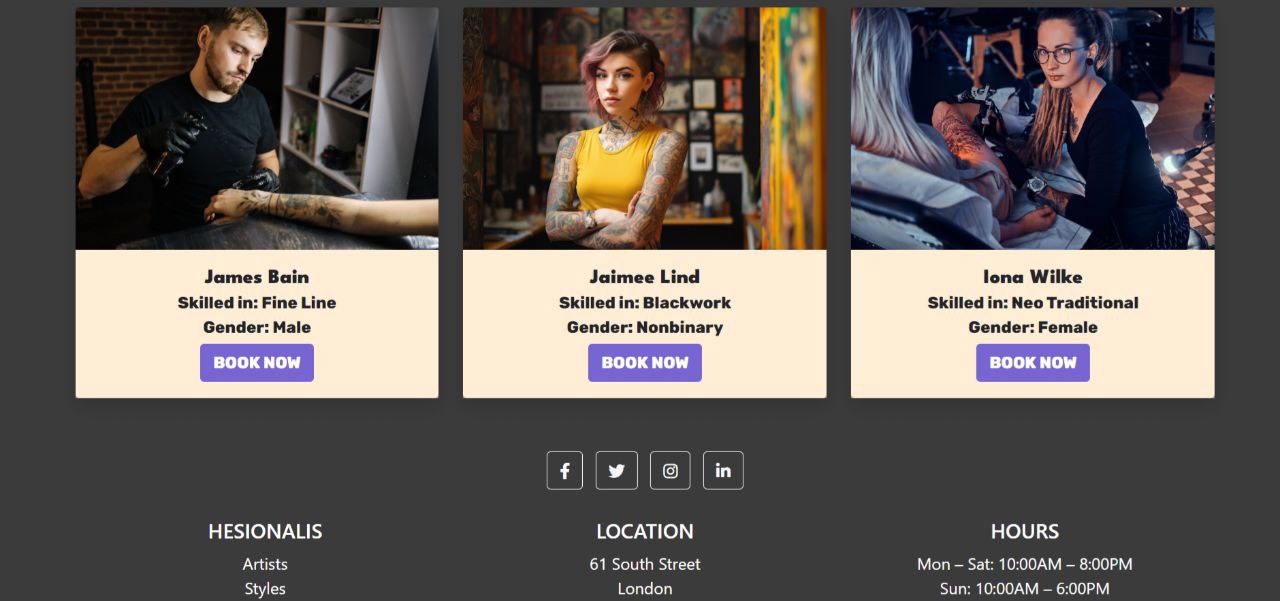 James Bain
Skilled in: Fine Line
Gender: Male
BOOK NOW
Jaimee Lind
Skilled in: Blackwork
Gender: Nonbinary
BOOK NOW
Iona Wilke
Skilled in: Neo Traditional
Gender: Female
BOOK NOW
HESIONALIS
Artists
Styles
LOCATION
61 South Street
London
HOURS
Mon – Sat: 10:00AM – 8:00PM
Sun: 10:00AM – 6:00PM